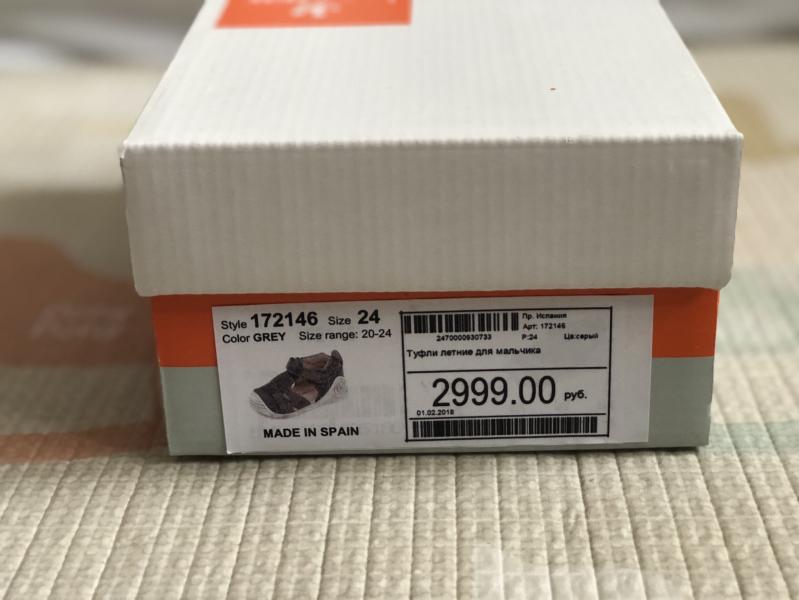 Style 172146 Size 24
Color GREY Size range: 20-24
MADE IN SPAIN
Пр. Испания
Арт: 172146
2470000930733 Р:24 Цв:серый
Туфли летние для мальчика
2999.00 руб.
01.02.2018